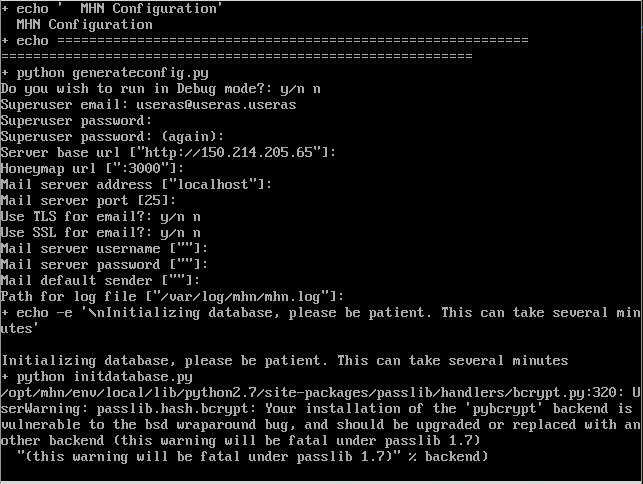 + echo '  MHN Configuration'
  MHN Configuration
+ echo ===========================================================
===========================================================
+ python generateconfig.py
Do you wish to run in Debug mode?: y/n n
Superuser email: useras@useras.useras
Superuser password:
Superuser password: (again):
Server base url ["http://150.214.205.65"]:
Honeymap url [":3000"]:
Mail server address ["localhost"]:
Mail server port [25]:
Use TLS for email?: y/n n
Use SSL for email?: y/n n
Mail server username [""]:
Mail server password [""]:
Mail default sender [""]:
Path for log file ["/var/log/mhn/mhn.log"]:
+ echo -e '\nInitializing database, please be patient. This can take several min
utes'
Initializing database, please be patient. This can take several minutes
+ python initdatabase.py
/opt/mhn/env/local/lib/python2.7/site-packages/passlib/handlers/bcrypt.py:320: U
serWarning: passlib.hash.bcrypt: Your installation of the 'pybcrypt' backend is
vulnerable to the bsd wraparound bug, and should be upgraded or replaced with an
other backend (this warning will be fatal under passlib 1.7)
  "(this warning will be fatal under passlib 1.7)" % backend)